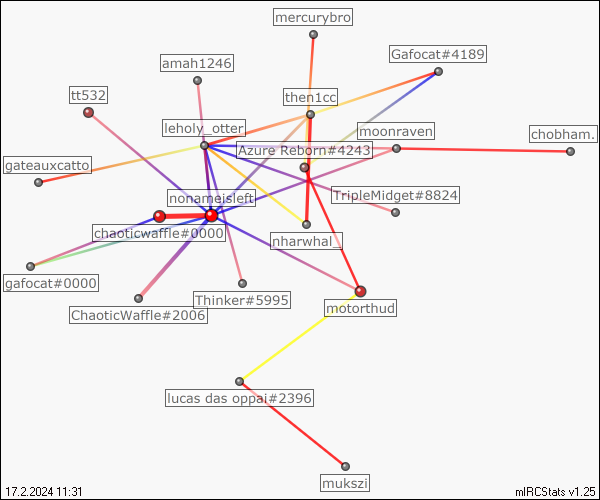 mercurybro
Gafocat#4189
amah1246
tt532
then1cc
leholy_otter
moonraven
chobham.
Azure Reborn#4243
gateauxcatto
TripleMidget#8824
nonameisleft
chaoticwaffle#0000
nharwhal_
gafocat#0000
Thinker#5995
motorthud
ChaoticWaffle#2006
lucas das oppai#2396
mukszi
17.2.2024 11:31
mIRCStats v1.25